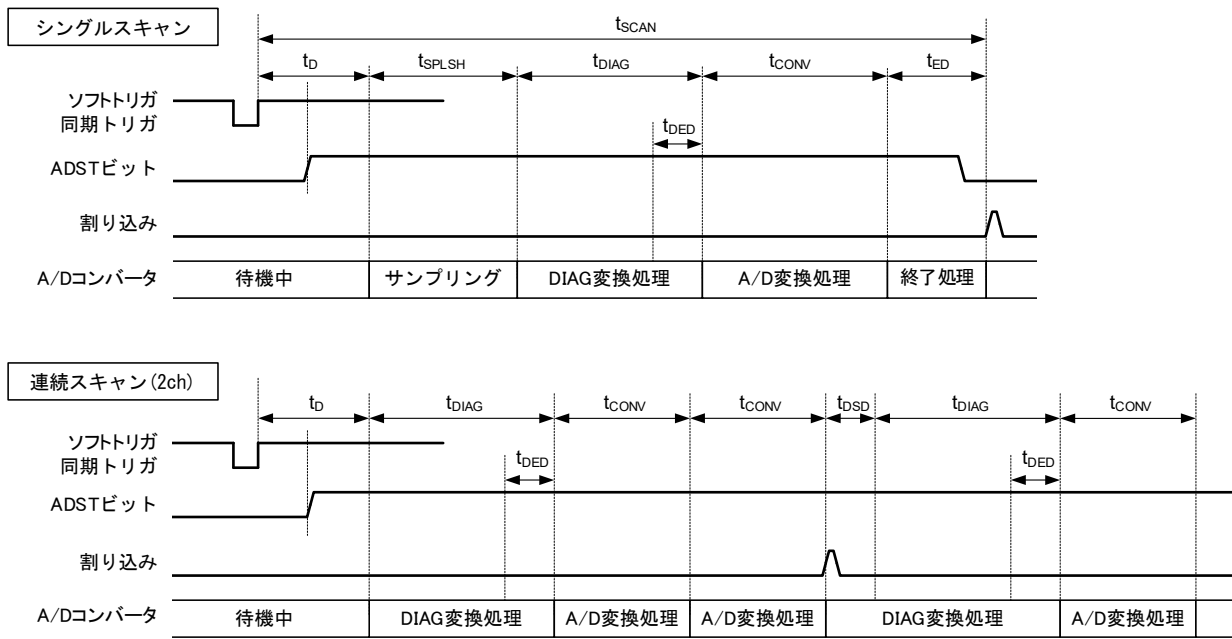 シングルスキャン
tSCAN
tD tSPLSH tDIAG tCONV tED
ソフトトリガ
同期トリガ
tDED
ADSTビット
割り込み
A/Dコンバータ 待機中 サンプリング DIAG変換処理 A/D変換処理 終了処理
連続スキャン(2ch)
tD tDIAG tCONV tCONV tDSD tDIAG tCONV
ソフトトリガ
同期トリガ
tDED tDED
ADSTビット
割り込み
A/Dコンバータ 待機中 DIAG変換処理 A/D変換処理 A/D変換処理 DIAG変換処理 A/D変換処理